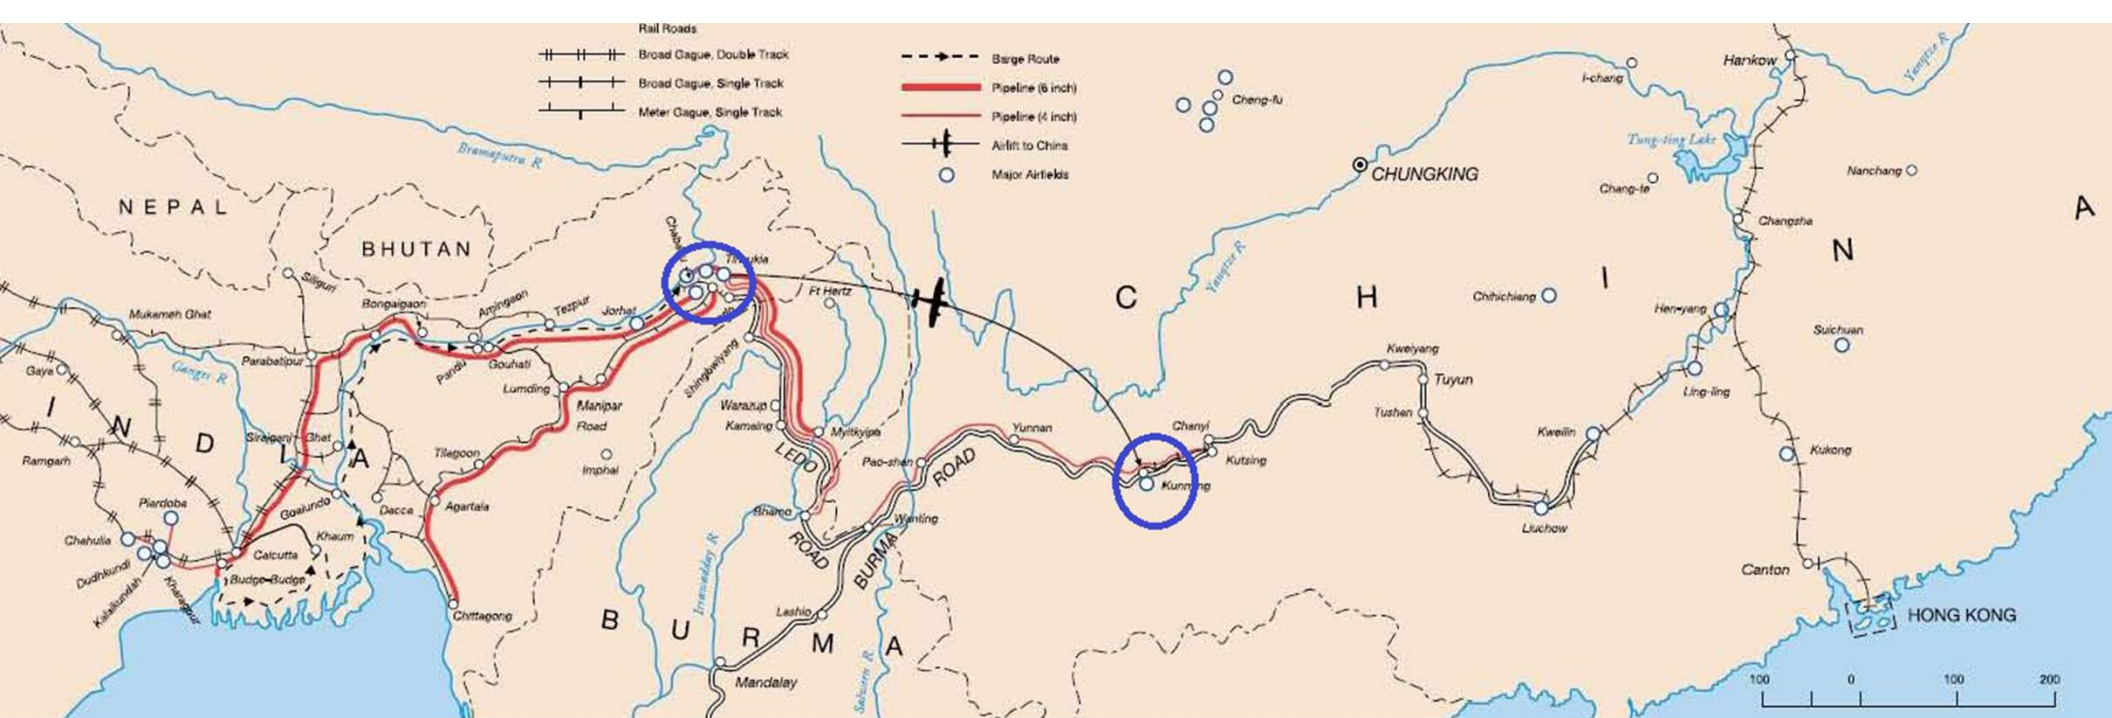 Rail Roads
Broad Gague, Double Track
Broad Gague, Single Track
Meter Gague, Single Track
Barge Route
Pipeline (6 inch)
Pipeline (4 inch)
Airlift to China
Major Airfields
Bramaputra R
NEPAL
BHUTAN
Siliguri
Mukameh Ghat
Bongaigaon
Amingaon
Tezpur
Jorhat
Parabatipur
Pandu
Gouhati
Lumding
Manipar
Road
Gaya
Ganges R
INDIA
Ramgarh
Sirajganj Ghat
Tilagoon
Imphal
Piardoba
Goalundo
Dacca
Agartala
Chahulia
Dudhkundi
Kalaikundah
Kharagpur
Calcutta
Khaum
Budge-Budge
Chittagong
Ft Hertz
Shingbwiyang
Warazup
Kamaing
Myitkyina
LEDO
ROAD
Bhamo
Wanting
BURMA
ROAD
Pao-shan
Yunnan
Irrawaddy R
Lashio
BURMA
Salween R
Mandalay
Cheng-fu
CHUNGKING
Yangtze R
CHINA
Chanyi
Kutsing
Kunming
Kweiyang
Tuyun
Tushan
Kweilin
Liuchow
I-chang
Hankow
Yangtze R
Tung-ting Lake
Chang-te
Nanchang
Changsha
Chihichiang
Hen-yang
Suichuan
Ling-ling
Kukong
Canton
HONG KONG
100 0 100 200